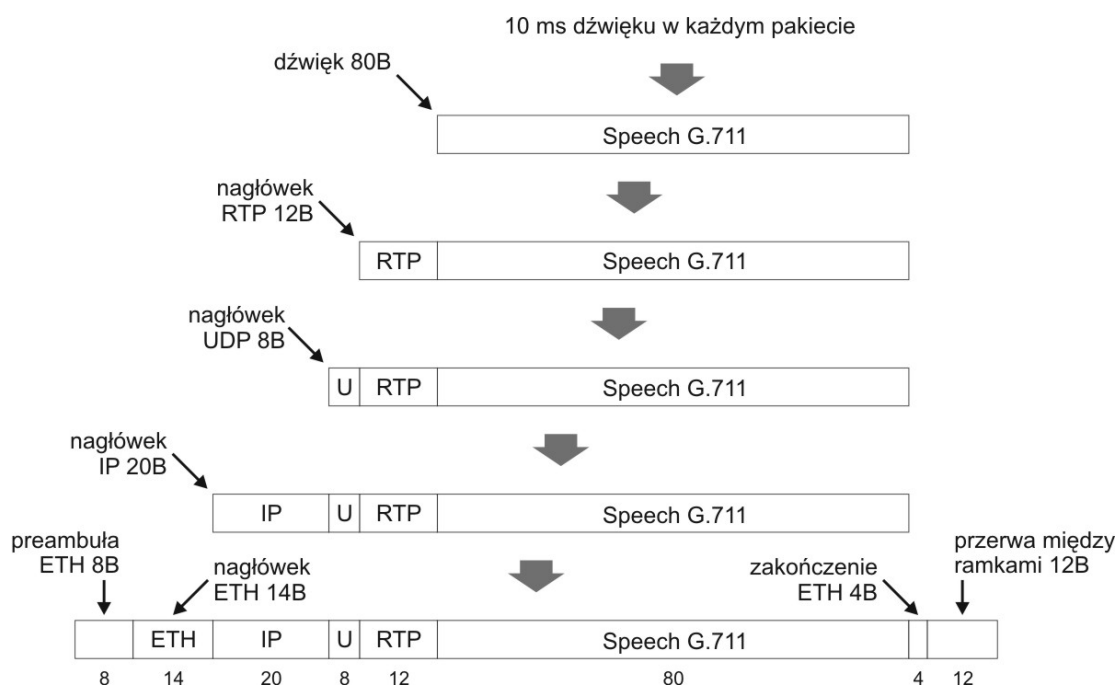 10 ms dźwięku w każdym pakiecie
dźwięk 80B
Speech G.711
nagłówek
RTP 12B
RTP Speech G.711
nagłówek
UDP 8B
U RTP Speech G.711
nagłówek
IP 20B
IP U RTP Speech G.711
preambuła
ETH 8B
nagłówek
ETH 14B
zakończenie
ETH 4B
przerwa między
ramkami 12B
ETH IP U RTP Speech G.711
8 14 20 8 12 80 4 12